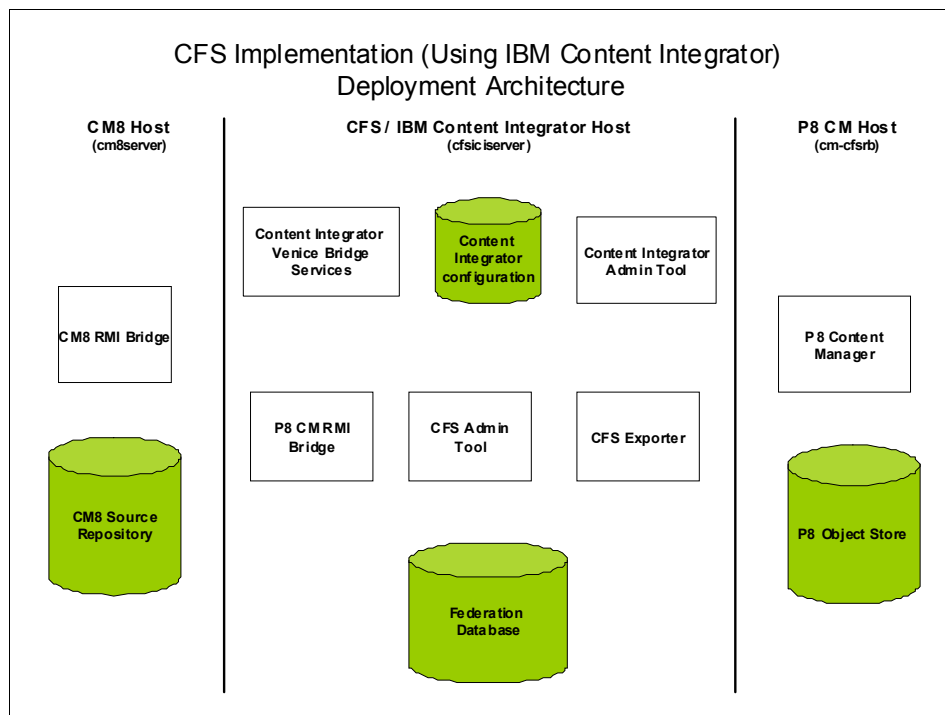 CFS Implementation (Using IBM Content Integrator)
Deployment Architecture
CM8 Host
(cm8server)
CFS / IBM Content Integrator Host
(cfsiciserver)
P8 CM Host
(cm-cfsrb)
Content Integrator
Venice Bridge
Services
Content
Integrator
configuration
Content Integrator
Admin Tool
CM8 RMI Bridge
P8 Content
Manager
P8 CM RMI
Bridge
CFS Admin
Tool
CFS Exporter
CM8 Source
Repository
P8 Object Store
Federation
Database